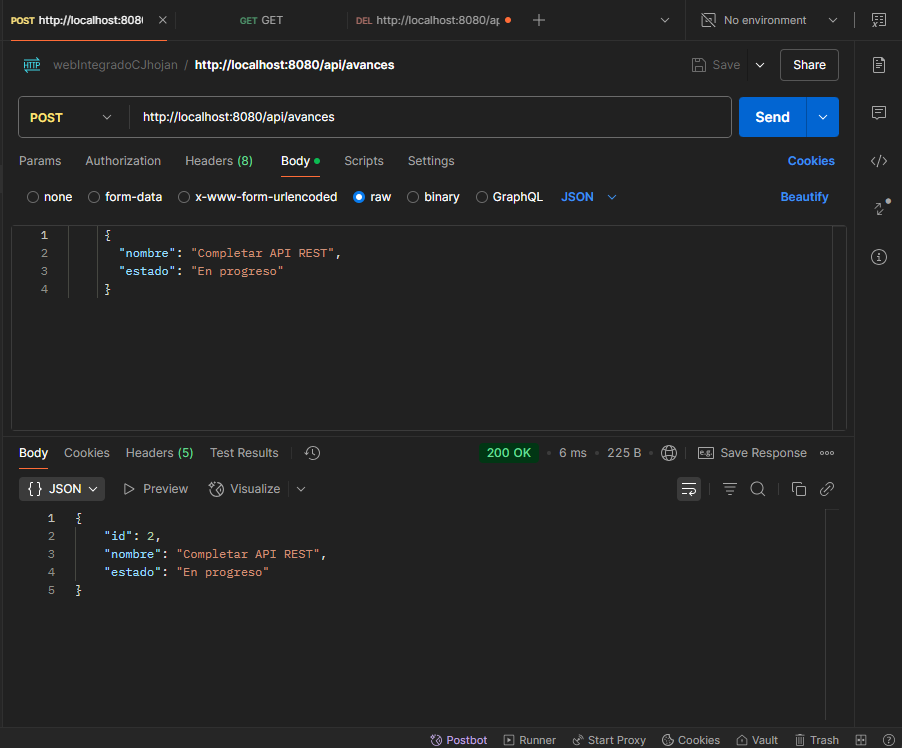 POST http://localhost:8080
GET GET
DEL http://localhost:8080/ap
No environment
HTTP webIntegradoCJhojan / http://localhost:8080/api/avances
Save
Share
POST
http://localhost:8080/api/avances
Send
Params Authorization Headers (8) Body Scripts Settings Cookies
none form-data x-www-form-urlencoded raw binary GraphQL JSON Beautify
1 {
2 "nombre": "Completar API REST",
3 "estado": "En progreso"
4 }
Body Cookies Headers (5) Test Results 200 OK • 6 ms • 225 B • e.g. Save Response
{} JSON Preview Visualize
1 {
2 "id": 2,
3 "nombre": "Completar API REST",
4 "estado": "En progreso"
5 }
Postbot Runner Start Proxy Cookies Vault Trash